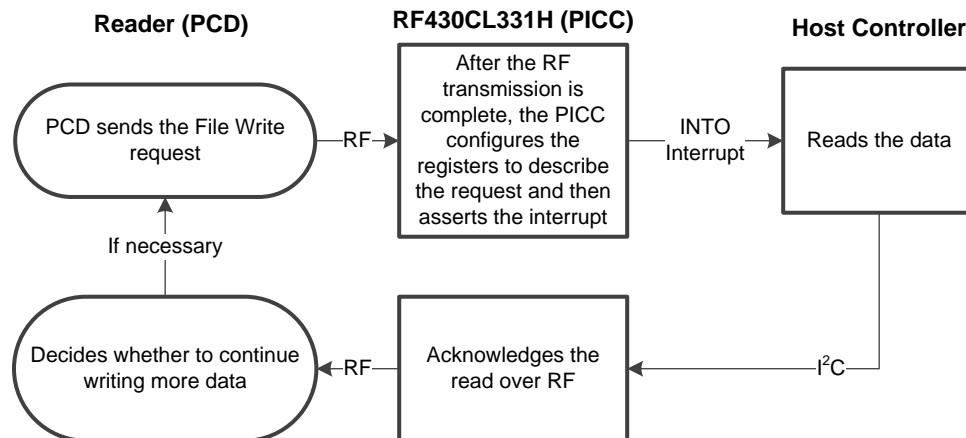 Reader (PCD)
RF430CL331H (PICC)
Host Controller
PCD sends the File Write
request
RF
After the RF
transmission is
complete, the PICC
configures the
registers to describe
the request and then
asserts the interrupt
INTO
Interrupt
Reads the data
If necessary
Decides whether to continue
writing more data
RF
Acknowledges the
read over RF
I²C